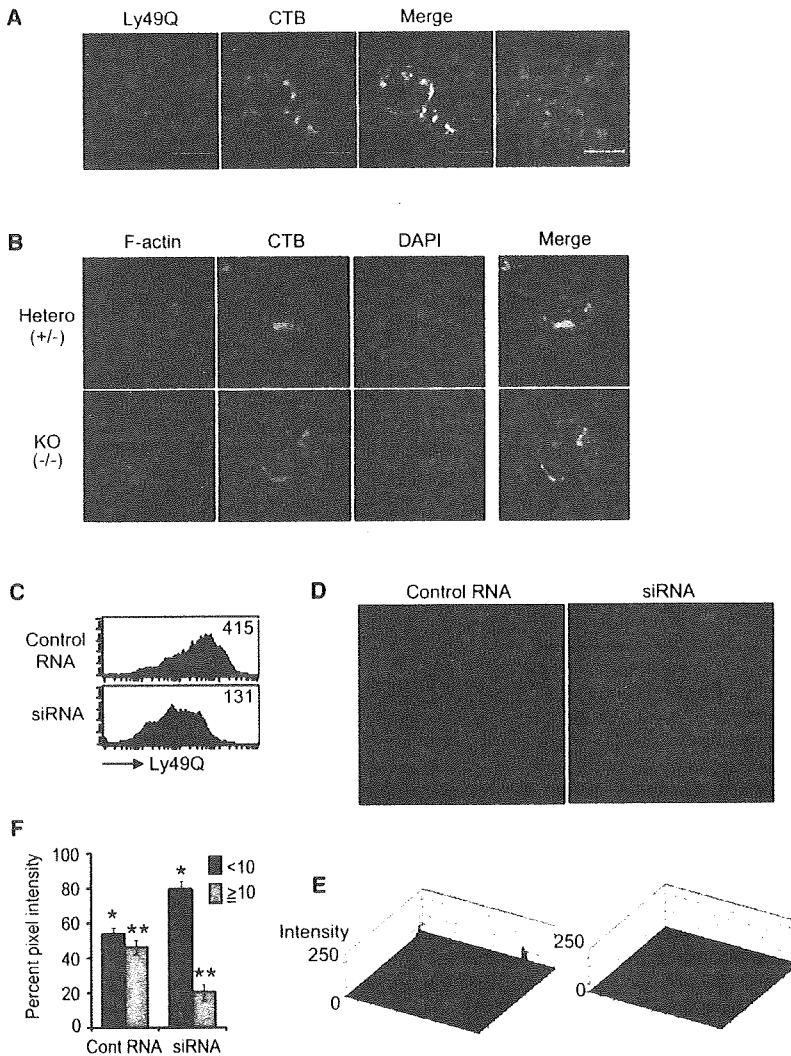 A
Ly49Q CTB Merge
B
F-actin CTB DAPI Merge
Hetero
(+/-)
KO
(-/-)
C
Control
RNA
415
siRNA
131
Ly49Q
D
Control RNA siRNA
F
Percent pixel intensity
100
80
60
40
20
0
* ** * **
<10
≥10
Cont RNA siRNA
E
Intensity
250
0
250
0